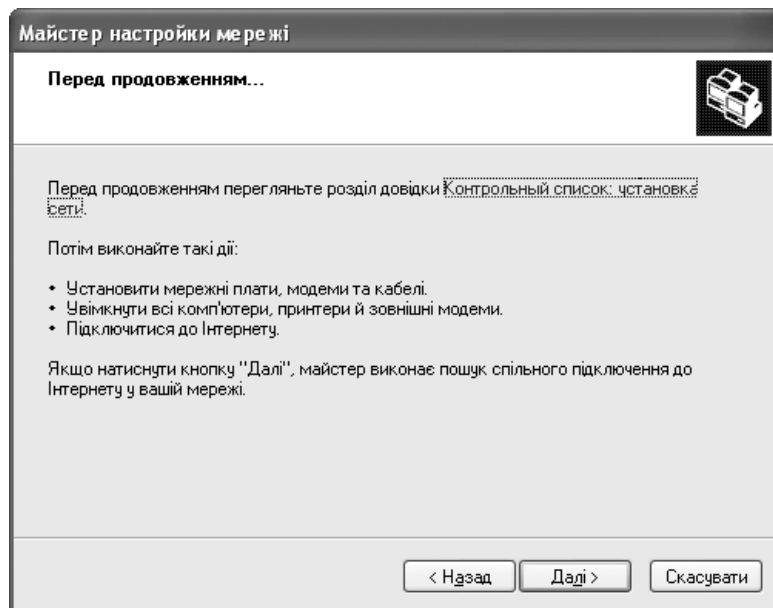 Майстер настройки мережі
Перед продовженням...
Перед продовженням перегляньте розділ довідки Контрольный список: установка
сети.
Потім виконайте такі дії:
• Установити мережні плати, модеми та кабелі.
• Увімкнути всі комп'ютери, принтери й зовнішні модеми.
• Підключитися до Інтернету.
Якщо натиснути кнопку "Далі", майстер виконає пошук спільного підключення до
Інтернету у вашій мережі.
< Назад Далі > Скасувати